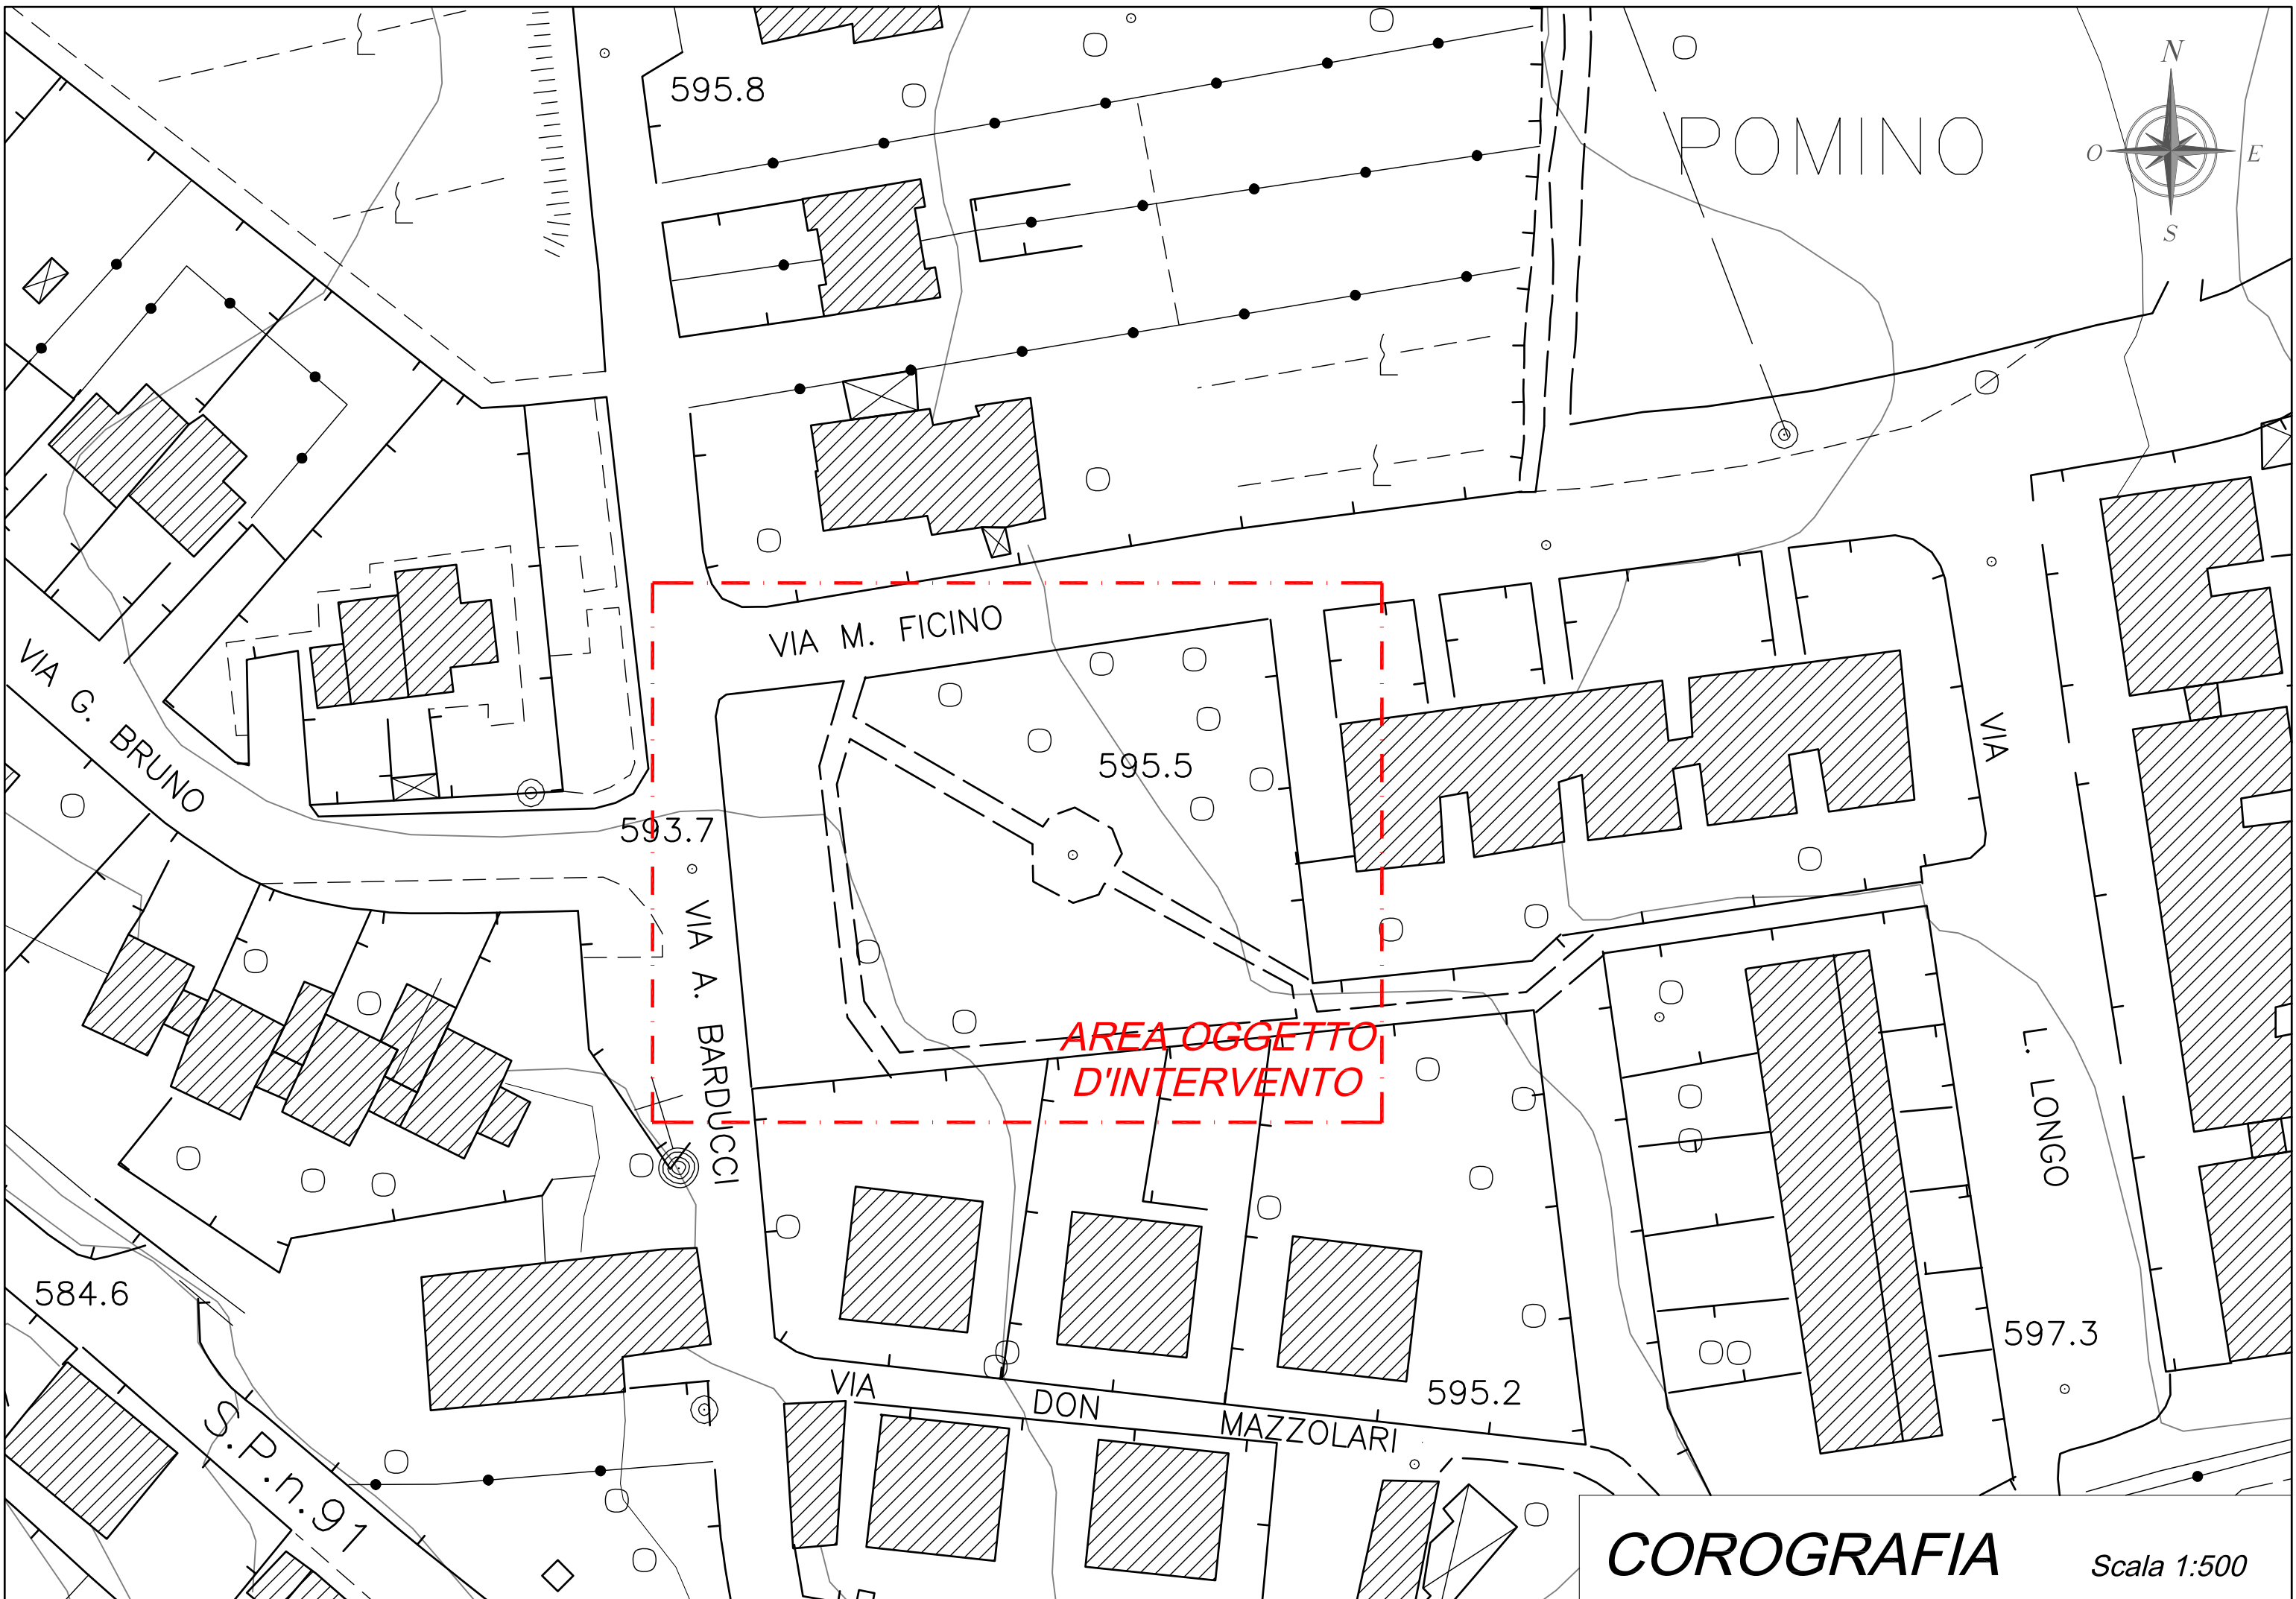 595.8
POMINO
N
O
E
S
VIA M. FICINO
VIA G. BRUNO
595.5
593.7
VIA
L. LONGO
VIA A. BARDUCCI
AREA OGGETTO
D'INTERVENTO
584.6
597.3
595.2
VIA DON MAZZOLARI
S.P.n.91
COROGRAFIA
Scala 1:500